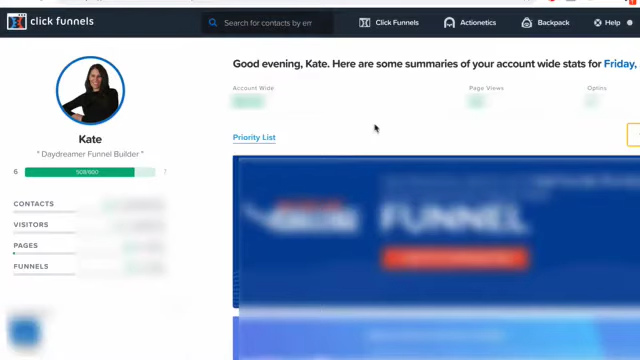 click funnels
Search for contacts by em
Click Funnels
Actionetics
Backpack
Help
Good evening, Kate. Here are some summaries of your account wide stats for Friday,
Account Wide
Page Views
Optins
Kate
" Daydreamer Funnel Builder "
Priority List
6
509/600
7
CONTACTS
VISITORS
PAGES
FUNNELS
FUNNEL